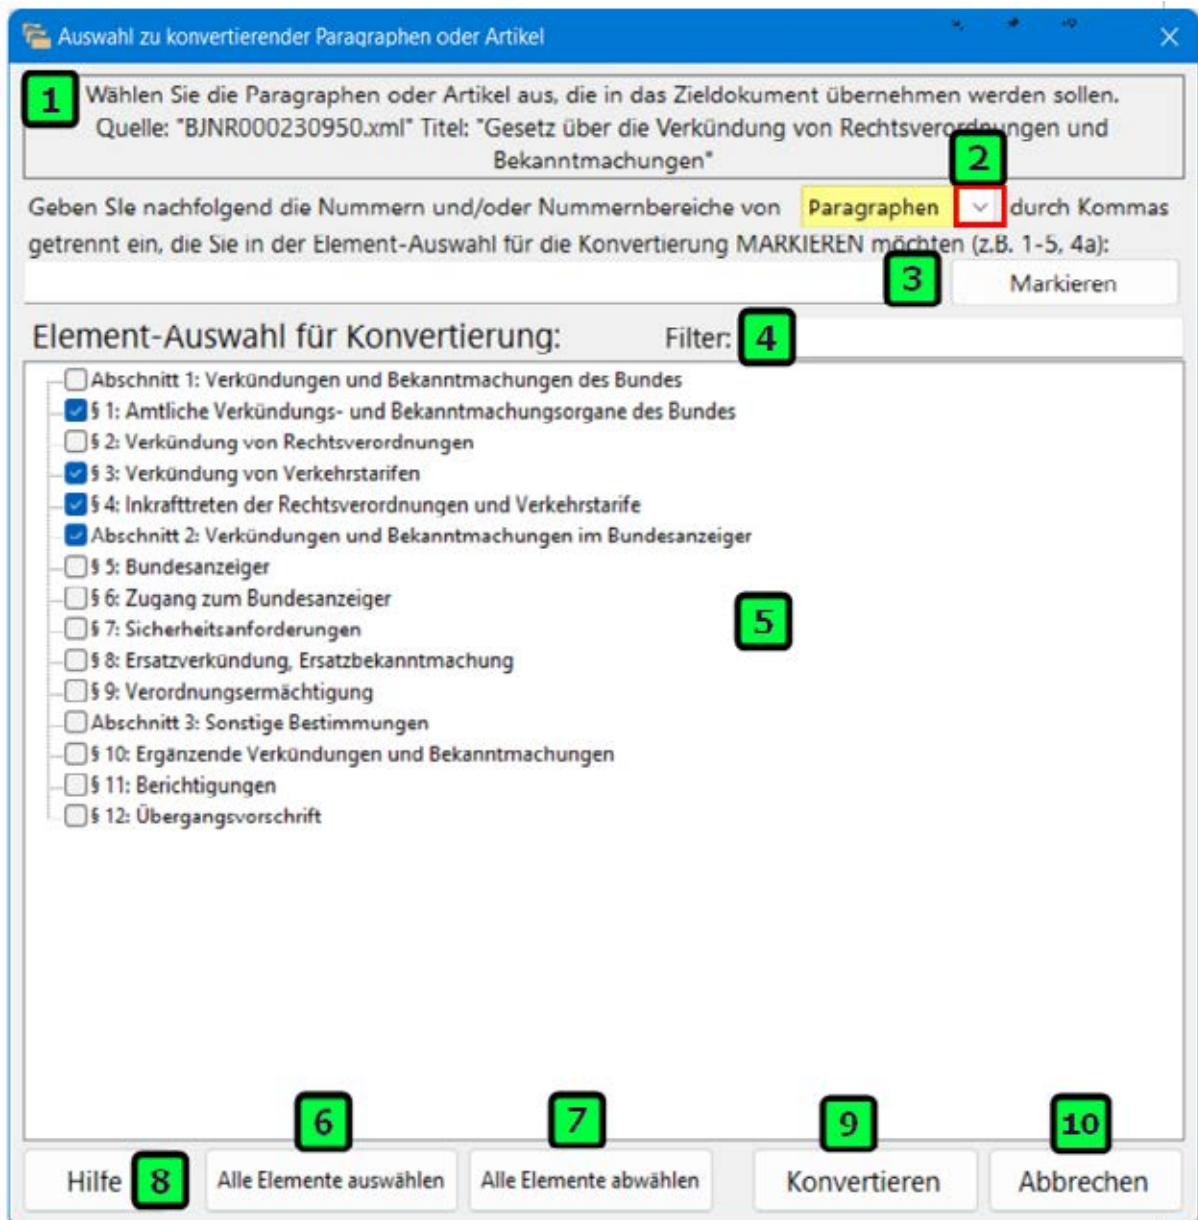 Auswahl zu konvertierender Paragraphen oder Artikel
1
Wählen Sie die Paragraphen oder Artikel aus, die in das Zieldokument übernehmen werden sollen.
Quelle: "BJNR000230950.xml" Titel: "Gesetz über die Verkündung von Rechtsverordnungen und
Bekanntmachungen"
2
Geben SIe nachfolgend die Nummern und/oder Nummernbereiche von Paragraphen durch Kommas
getrennt ein, die Sie in der Element-Auswahl für die Konvertierung MARKIEREN möchten (z.B. 1-5, 4a):
3 Markieren
Element-Auswahl für Konvertierung: Filter: 4
Abschnitt 1: Verkündungen und Bekanntmachungen des Bundes
§ 1: Amtliche Verkündungs- und Bekanntmachungsorgane des Bundes
§ 2: Verkündung von Rechtsverordnungen
§ 3: Verkündung von Verkehrstarifen
§ 4: Inkrafttreten der Rechtsverordnungen und Verkehrstarife
Abschnitt 2: Verkündungen und Bekanntmachungen im Bundesanzeiger
§ 5: Bundesanzeiger
§ 6: Zugang zum Bundesanzeiger
5
§ 7: Sicherheitsanforderungen
§ 8: Ersatzverkündung, Ersatzbekanntmachung
§ 9: Verordnungsermächtigung
Abschnitt 3: Sonstige Bestimmungen
§ 10: Ergänzende Verkündungen und Bekanntmachungen
§ 11: Berichtigungen
§ 12: Übergangsvorschrift
6 7 9 10
Hilfe 8 Alle Elemente auswählen Alle Elemente abwählen Konvertieren Abbrechen